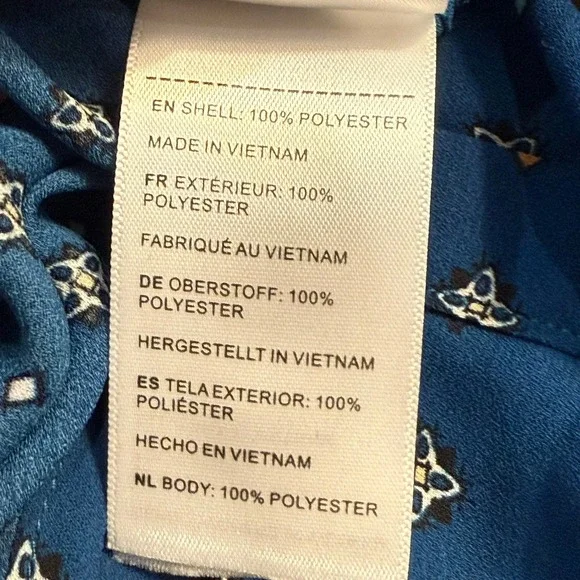 EN SHELL: 100% POLYESTER
MADE IN VIETNAM
FR EXTÉRIEUR: 100%
POLYESTER
FABRIQUÉ AU VIETNAM
DE OBERSTOFF: 100%
POLYESTER
HERGESTELLT IN VIETNAM
ES TELA EXTERIOR: 100%
POLIÉSTER
HECHO EN VIETNAM
NL BODY: 100% POLYESTER